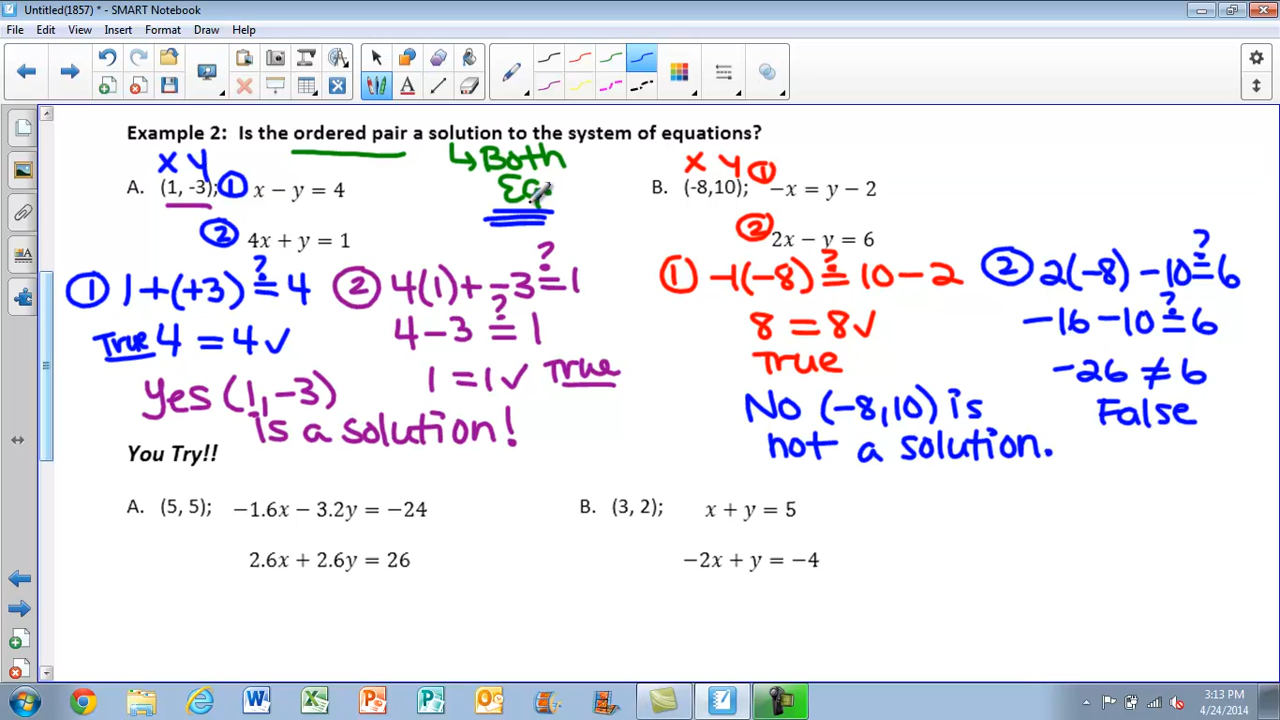 Untitled(1857) * - SMART Notebook
File Edit View Insert Format Draw Help
Example 2: Is the ordered pair a solution to the system of equations?
↳ Both
Eq.
X Y
A. (1, -3); ① x − y = 4
② 4x + y = 1
① 1+(+3) ≟ 4
True 4 = 4 ✓
② 4(1)+ -3 ≟ 1
4-3 ≟ 1
1 = 1 ✓ True
Yes (1,-3)
is a solution!
X Y ①
B. (-8,10); −x = y − 2
② 2x − y = 6
① -1(-8) ≟ 10-2
8 = 8 ✓
True
② 2(-8) -10 ≟ 6
-16 -10 ≟ 6
-26 ≠ 6
False
No (-8,10) is
not a solution.
You Try!!
A. (5, 5); −1.6x − 3.2y = −24
2.6x + 2.6y = 26
B. (3, 2); x + y = 5
−2x + y = −4
3:13 PM
4/24/2014